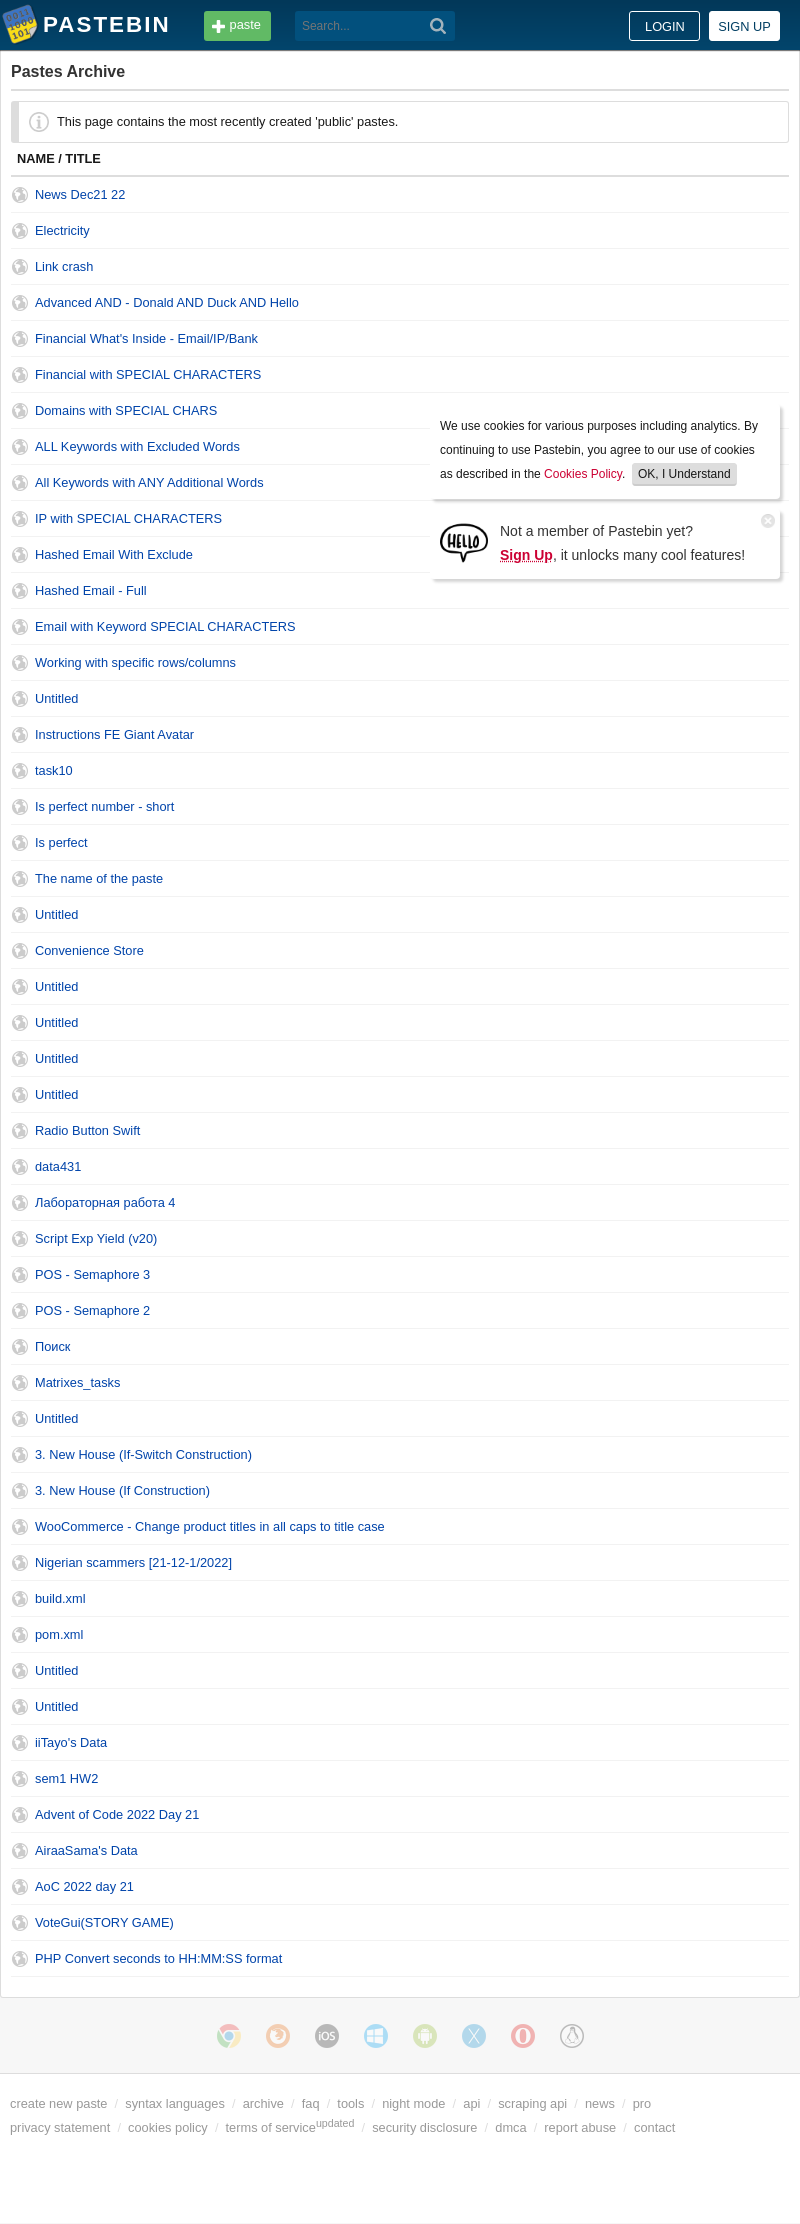 PASTEBIN paste Search... LOGIN SIGN UP
Pastes Archive
This page contains the most recently created 'public' pastes.
NAME / TITLE
News Dec21 22
Electricity
Link crash
Advanced AND - Donald AND Duck AND Hello
Financial What's Inside - Email/IP/Bank
Financial with SPECIAL CHARACTERS
Domains with SPECIAL CHARS
ALL Keywords with Excluded Words
All Keywords with ANY Additional Words
IP with SPECIAL CHARACTERS
Hashed Email With Exclude
Hashed Email - Full
Email with Keyword SPECIAL CHARACTERS
Working with specific rows/columns
Untitled
Instructions FE Giant Avatar
task10
Is perfect number - short
Is perfect
The name of the paste
Untitled
Convenience Store
Untitled
Untitled
Untitled
Untitled
Radio Button Swift
data431
Лабораторная работа 4
Script Exp Yield (v20)
POS - Semaphore 3
POS - Semaphore 2
Поиск
Matrixes_tasks
Untitled
3. New House (If-Switch Construction)
3. New House (If Construction)
WooCommerce - Change product titles in all caps to title case
Nigerian scammers [21-12-1/2022]
build.xml
pom.xml
Untitled
Untitled
iiTayo's Data
sem1 HW2
Advent of Code 2022 Day 21
AiraaSama's Data
AoC 2022 day 21
VoteGui(STORY GAME)
PHP Convert seconds to HH:MM:SS format
We use cookies for various purposes including analytics. By
continuing to use Pastebin, you agree to our use of cookies
as described in the Cookies Policy. OK, I Understand
HELLO
Not a member of Pastebin yet?
Sign Up, it unlocks many cool features!
iOS
create new paste / syntax languages / archive / faq / tools / night mode / api / scraping api / news / pro
privacy statement / cookies policy / terms of serviceupdated / security disclosure / dmca / report abuse / contact